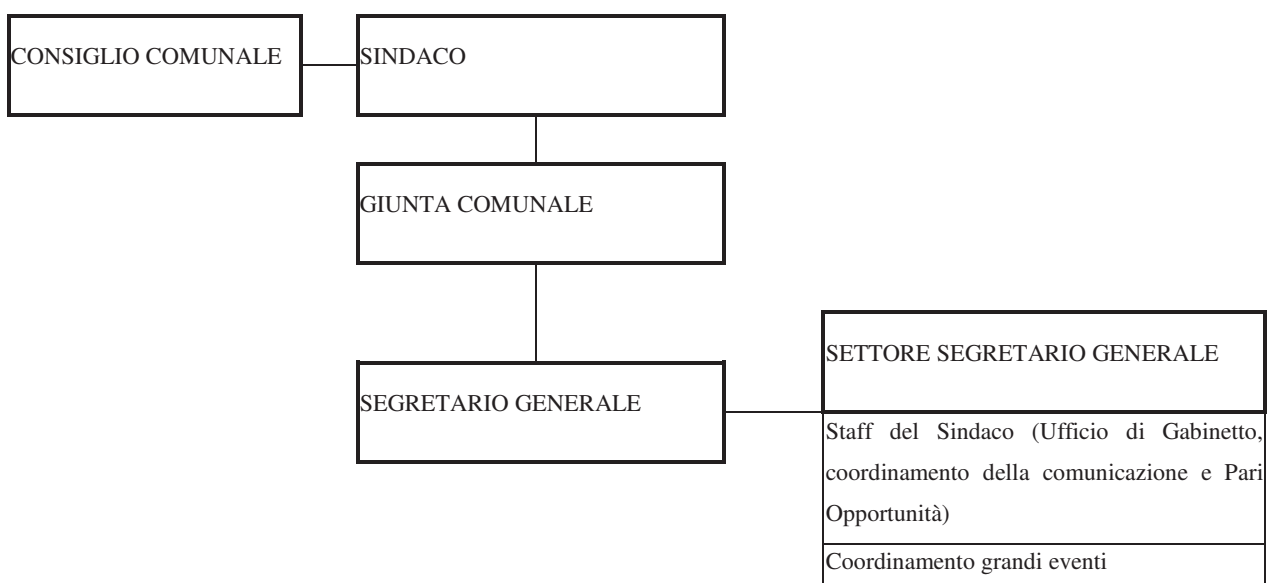 CONSIGLIO COMUNALE
SINDACO
GIUNTA COMUNALE
SEGRETARIO GENERALE
SETTORE SEGRETARIO GENERALE
Staff del Sindaco (Ufficio di Gabinetto,
coordinamento della comunicazione e Pari
Opportunità)
Coordinamento grandi eventi